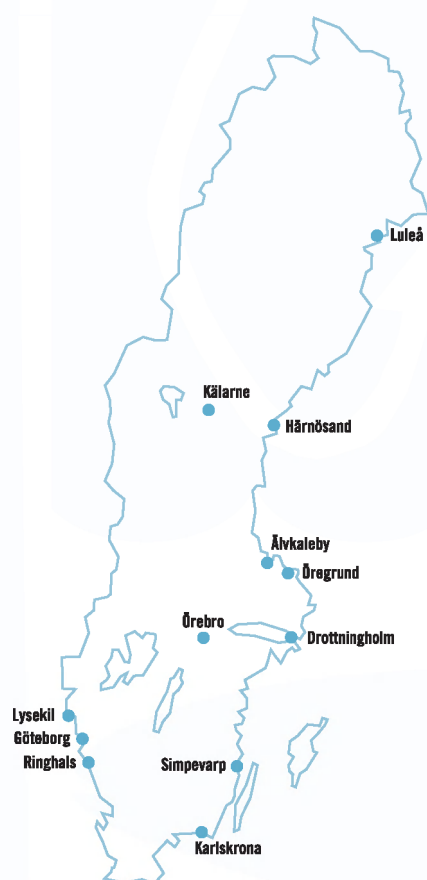 Luleå
Kälarne
Härnösand
Älvkaleby
Öregrund
Örebro
Drottningholm
Lysekil
Göteborg
Ringhals
Simpevarp
Karlskrona